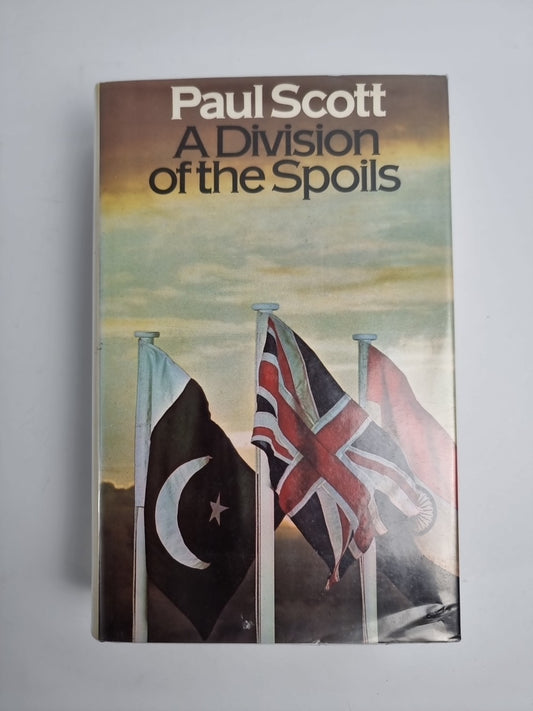 Paul Scott
A Division
of the Spoils